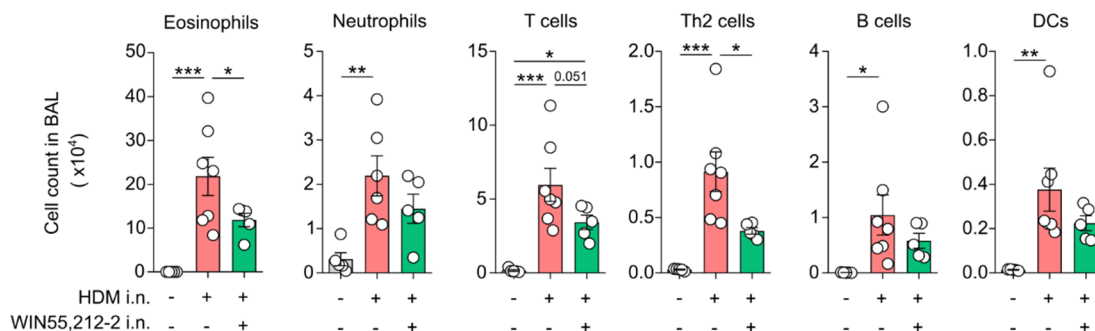 Eosinophils Neutrophils T cells Th2 cells B cells DCs
Cell count in BAL
( x10⁴)
50 40 30 20 10 0
*** *
5 4 3 2 1 0
**
15 10 5 0
*
*** 0.051
2.0 1.5 1.0 0.5 0.0
*** *
4 3 2 1 0
*
1.0 0.8 0.6 0.4 0.2 0.0
**
HDM i.n. - + + - + + - + + - + + - + + - + +
WIN55,212-2 i.n. - - + - - + - - + - - + - - + - - +